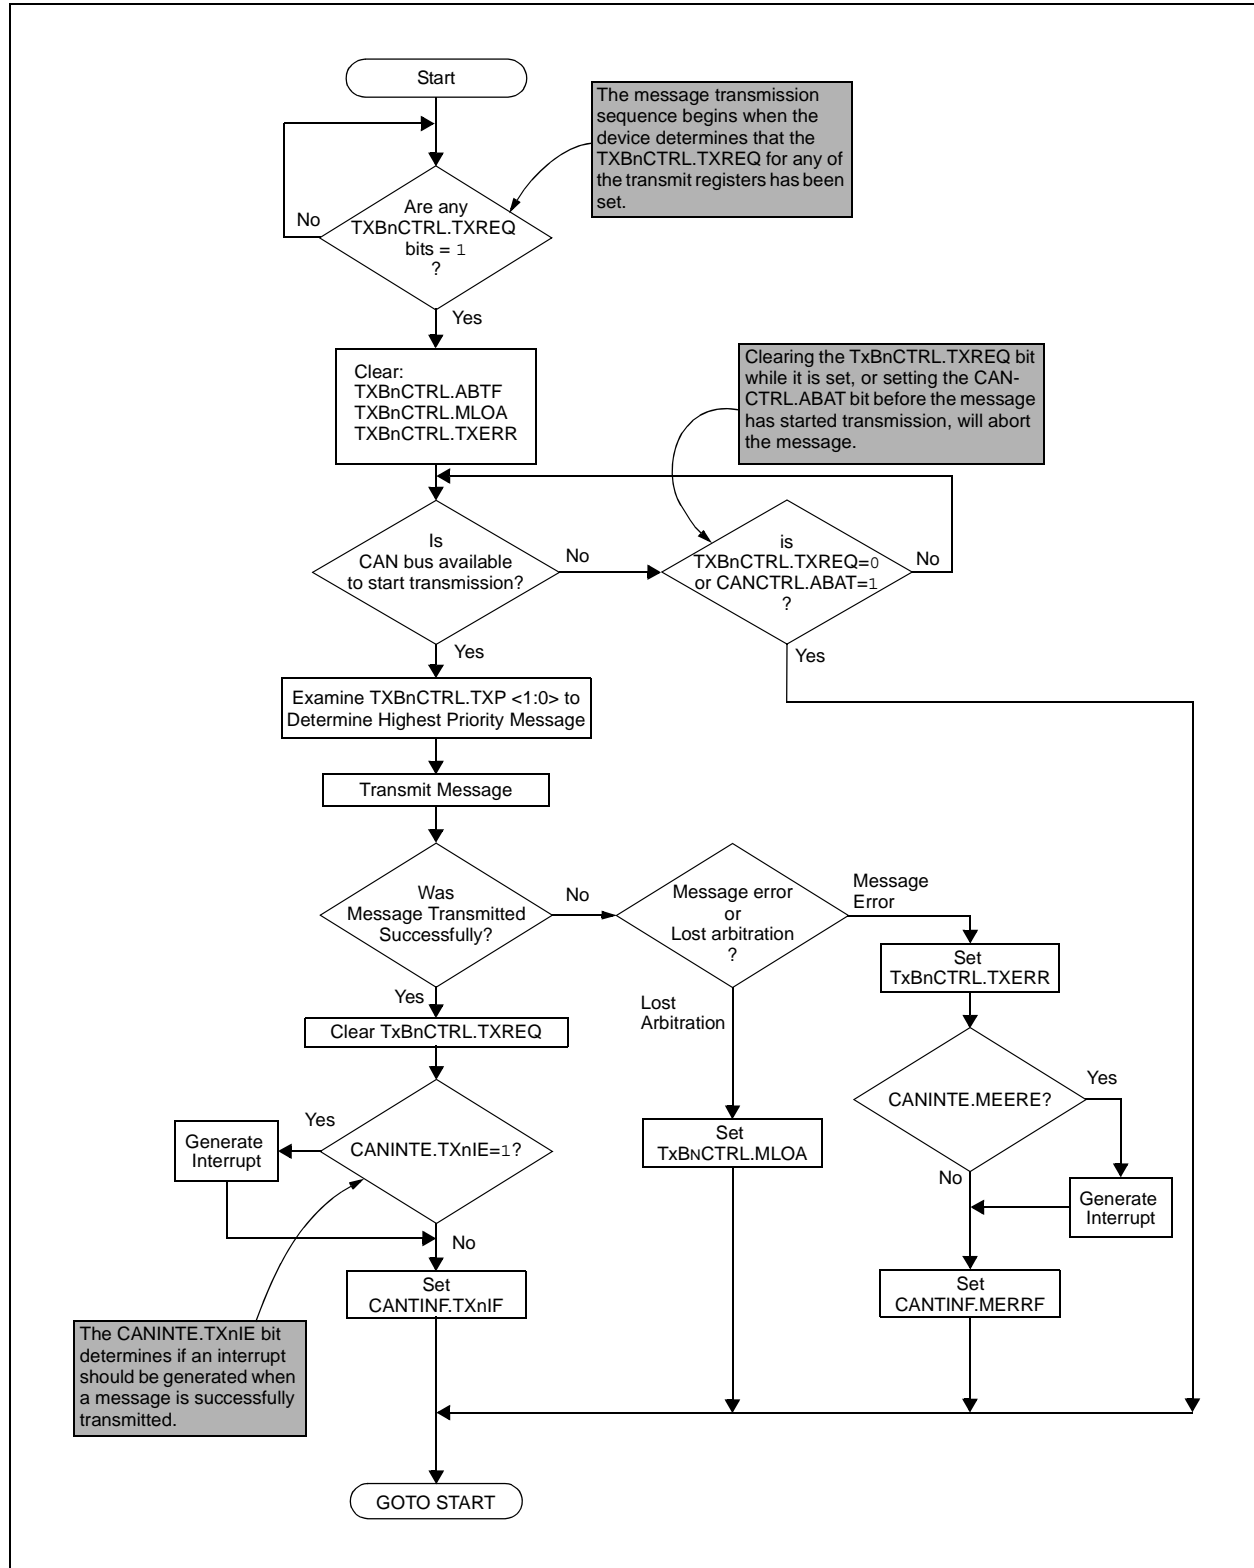 Start
The message transmission
sequence begins when the
device determines that the
TXBnCTRL.TXREQ for any of
the transmit registers has been
set.
Are any
TXBnCTRL.TXREQ
bits = 1
?
No
Yes
Clear:
TXBnCTRL.ABTF
TXBnCTRL.MLOA
TXBnCTRL.TXERR
Clearing the TxBnCTRL.TXREQ bit
while it is set, or setting the CAN-
CTRL.ABAT bit before the message
has started transmission, will abort
the message.
Is
CAN bus available
to start transmission?
No
is
TXBnCTRL.TXREQ=0
or CANCTRL.ABAT=1
?
No
Yes
Yes
Examine TXBnCTRL.TXP <1:0> to
Determine Highest Priority Message
Transmit Message
Was
Message Transmitted
Successfully?
No
Message error
or
Lost arbitration
?
Message
Error
Set
TxBnCTRL.TXERR
Yes
Lost
Arbitration
Clear TxBnCTRL.TXREQ
CANINTE.MEERE?
Yes
Yes
CANINTE.TXnIE=1?
Generate
Interrupt
Set
TxBNCTRL.MLOA
No
Generate
Interrupt
No
Set
CANTINF.TXnIF
Set
CANTINF.MERRF
The CANINTE.TXnIE bit
determines if an interrupt
should be generated when
a message is successfully
transmitted.
GOTO START